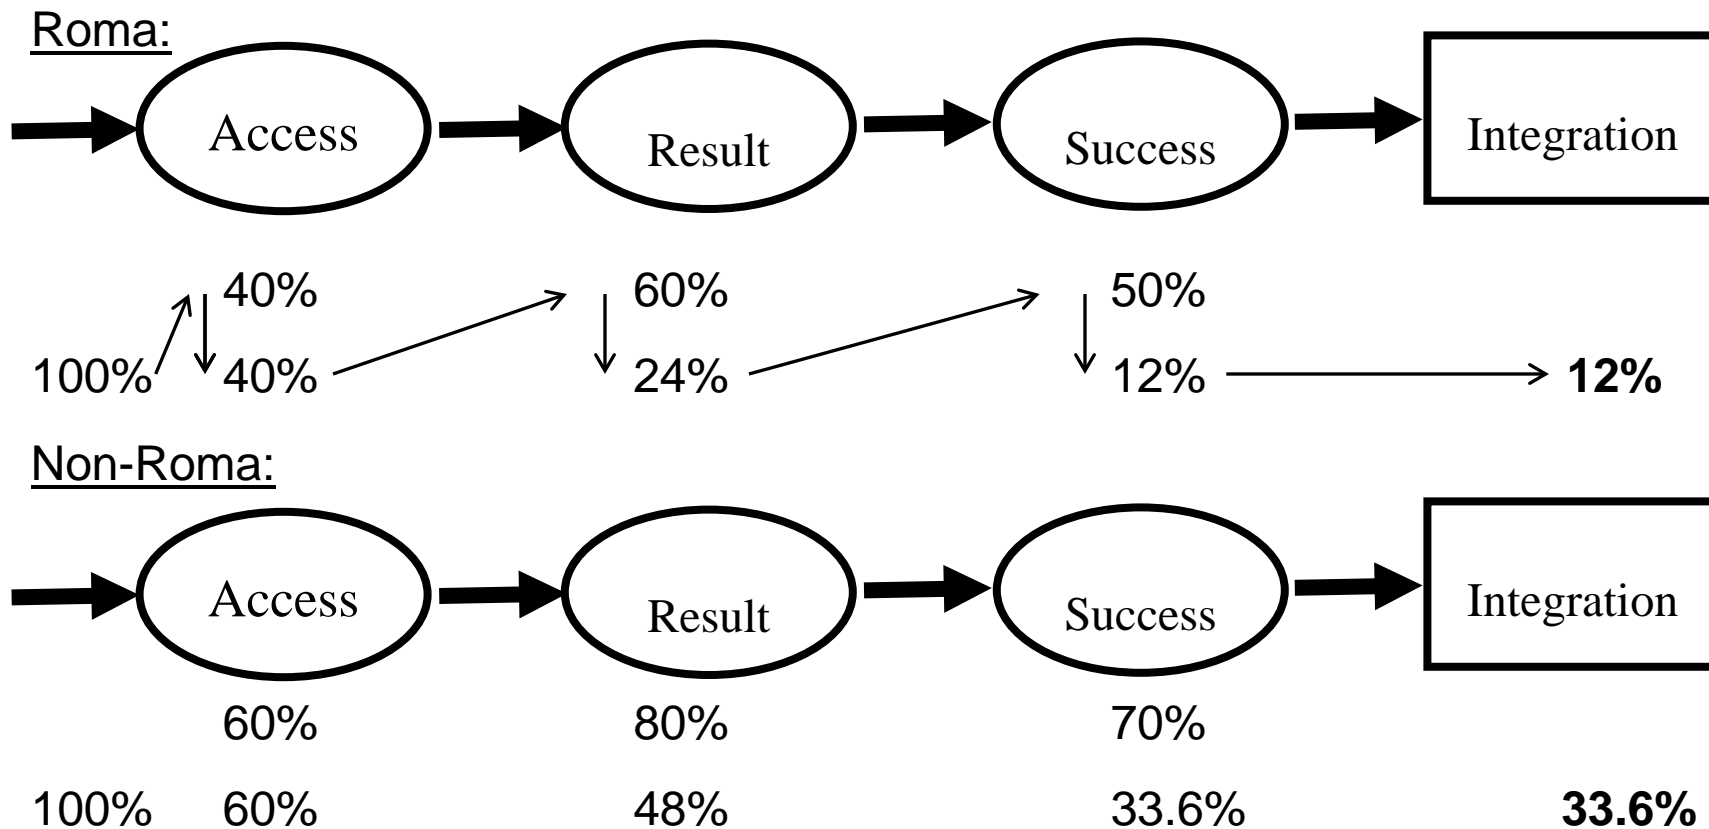 Roma:
Access Result Success Integration
40% 60% 50%
100% 40% 24% 12% 12%
Non-Roma:
Access Result Success Integration
60% 80% 70%
100% 60% 48% 33.6% 33.6%